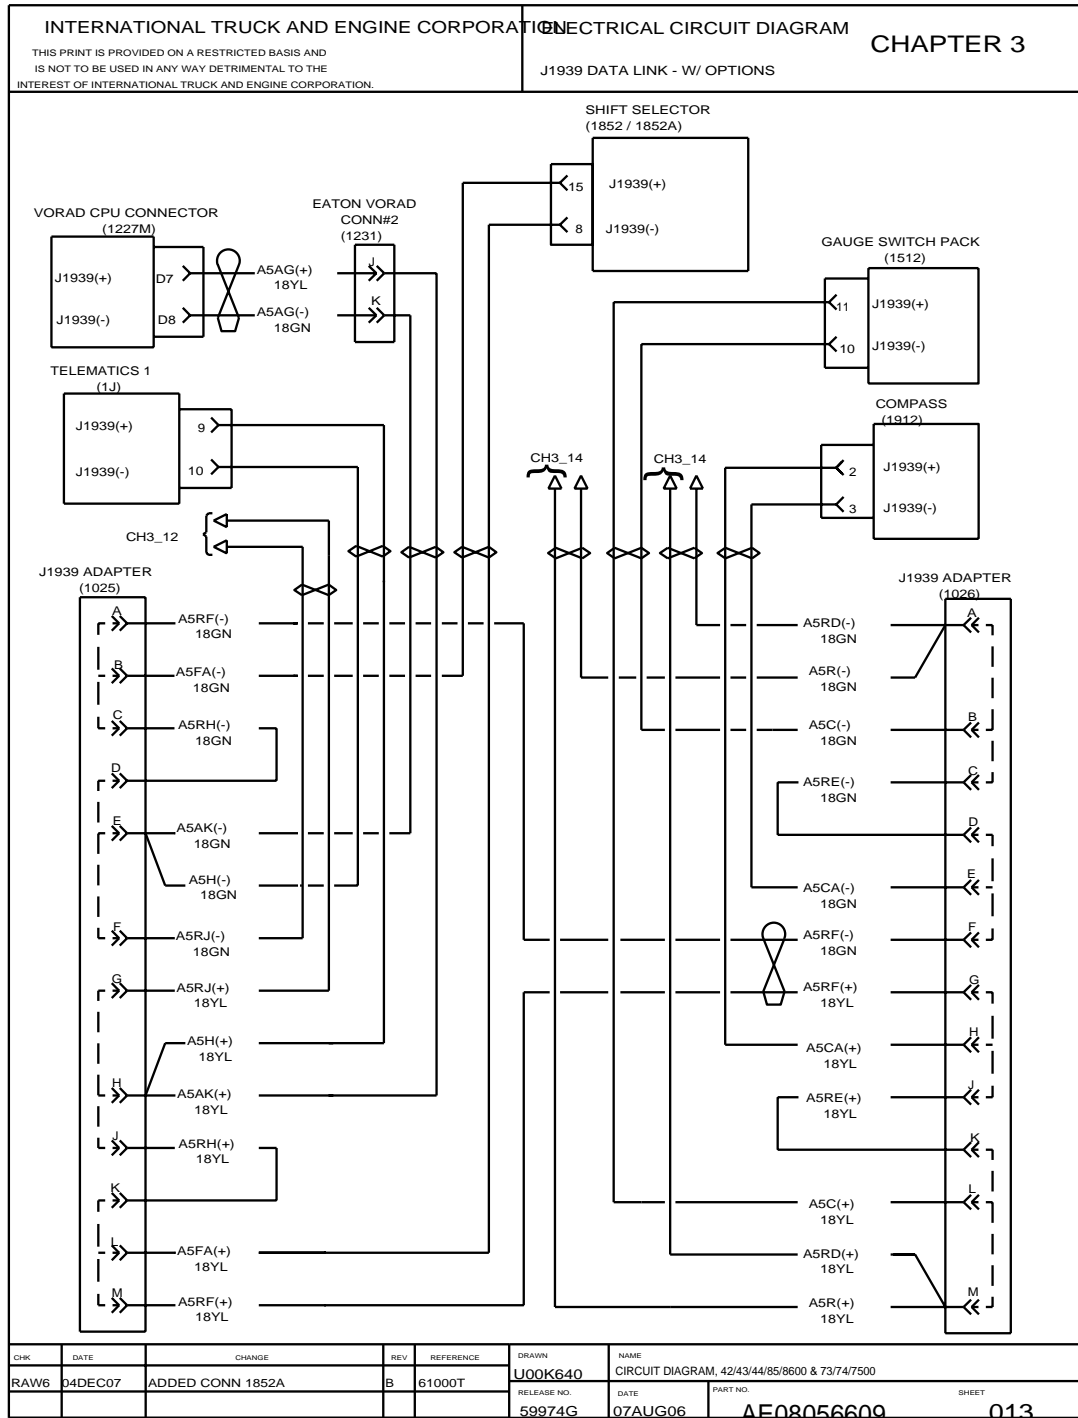 INTERNATIONAL TRUCK AND ENGINE CORPORATION
THIS PRINT IS PROVIDED ON A RESTRICTED BASIS AND
IS NOT TO BE USED IN ANY WAY DETRIMENTAL TO THE
INTEREST OF INTERNATIONAL TRUCK AND ENGINE CORPORATION.
ELECTRICAL CIRCUIT DIAGRAM
J1939 DATA LINK - W/ OPTIONS
CHAPTER 3
SHIFT SELECTOR
(1852 / 1852A)
15 J1939(+)
8 J1939(-)
VORAD CPU CONNECTOR
(1227M)
J1939(+) D7
J1939(-) D8
A5AG(+)
18YL
A5AG(-)
18GN
EATON VORAD
CONN#2
(1231)
J
K
GAUGE SWITCH PACK
(1512)
11 J1939(+)
10 J1939(-)
TELEMATICS 1
(1J)
J1939(+) 9
J1939(-) 10
COMPASS
(1912)
2 J1939(+)
3 J1939(-)
CH3_14
CH3_14
CH3_12
J1939 ADAPTER
(1025)
A
A5RF(-)
18GN
B
A5FA(-)
18GN
C
A5RH(-)
18GN
D
E
A5AK(-)
18GN
A5H(-)
18GN
F
A5RJ(-)
18GN
G
A5RJ(+)
18YL
A5H(+)
18YL
H
A5AK(+)
18YL
J
A5RH(+)
18YL
K
L
A5FA(+)
18YL
M
A5RF(+)
18YL
J1939 ADAPTER
(1026)
A5RD(-)
18GN
A
A5R(-)
18GN
A5C(-)
18GN
B
A5RE(-)
18GN
C
D
A5CA(-)
18GN
E
A5RF(-)
18GN
F
A5RF(+)
18YL
G
A5CA(+)
18YL
H
A5RE(+)
18YL
J
K
A5C(+)
18YL
L
A5RD(+)
18YL
A5R(+)
18YL
M
CHK DATE CHANGE REV REFERENCE
RAW6 04DEC07 ADDED CONN 1852A B 61000T
DRAWN
U00K640
NAME
CIRCUIT DIAGRAM, 42/43/44/85/8600 & 73/74/7500
RELEASE NO.
59974G
DATE
07AUG06
PART NO.
AE08056609
SHEET
013